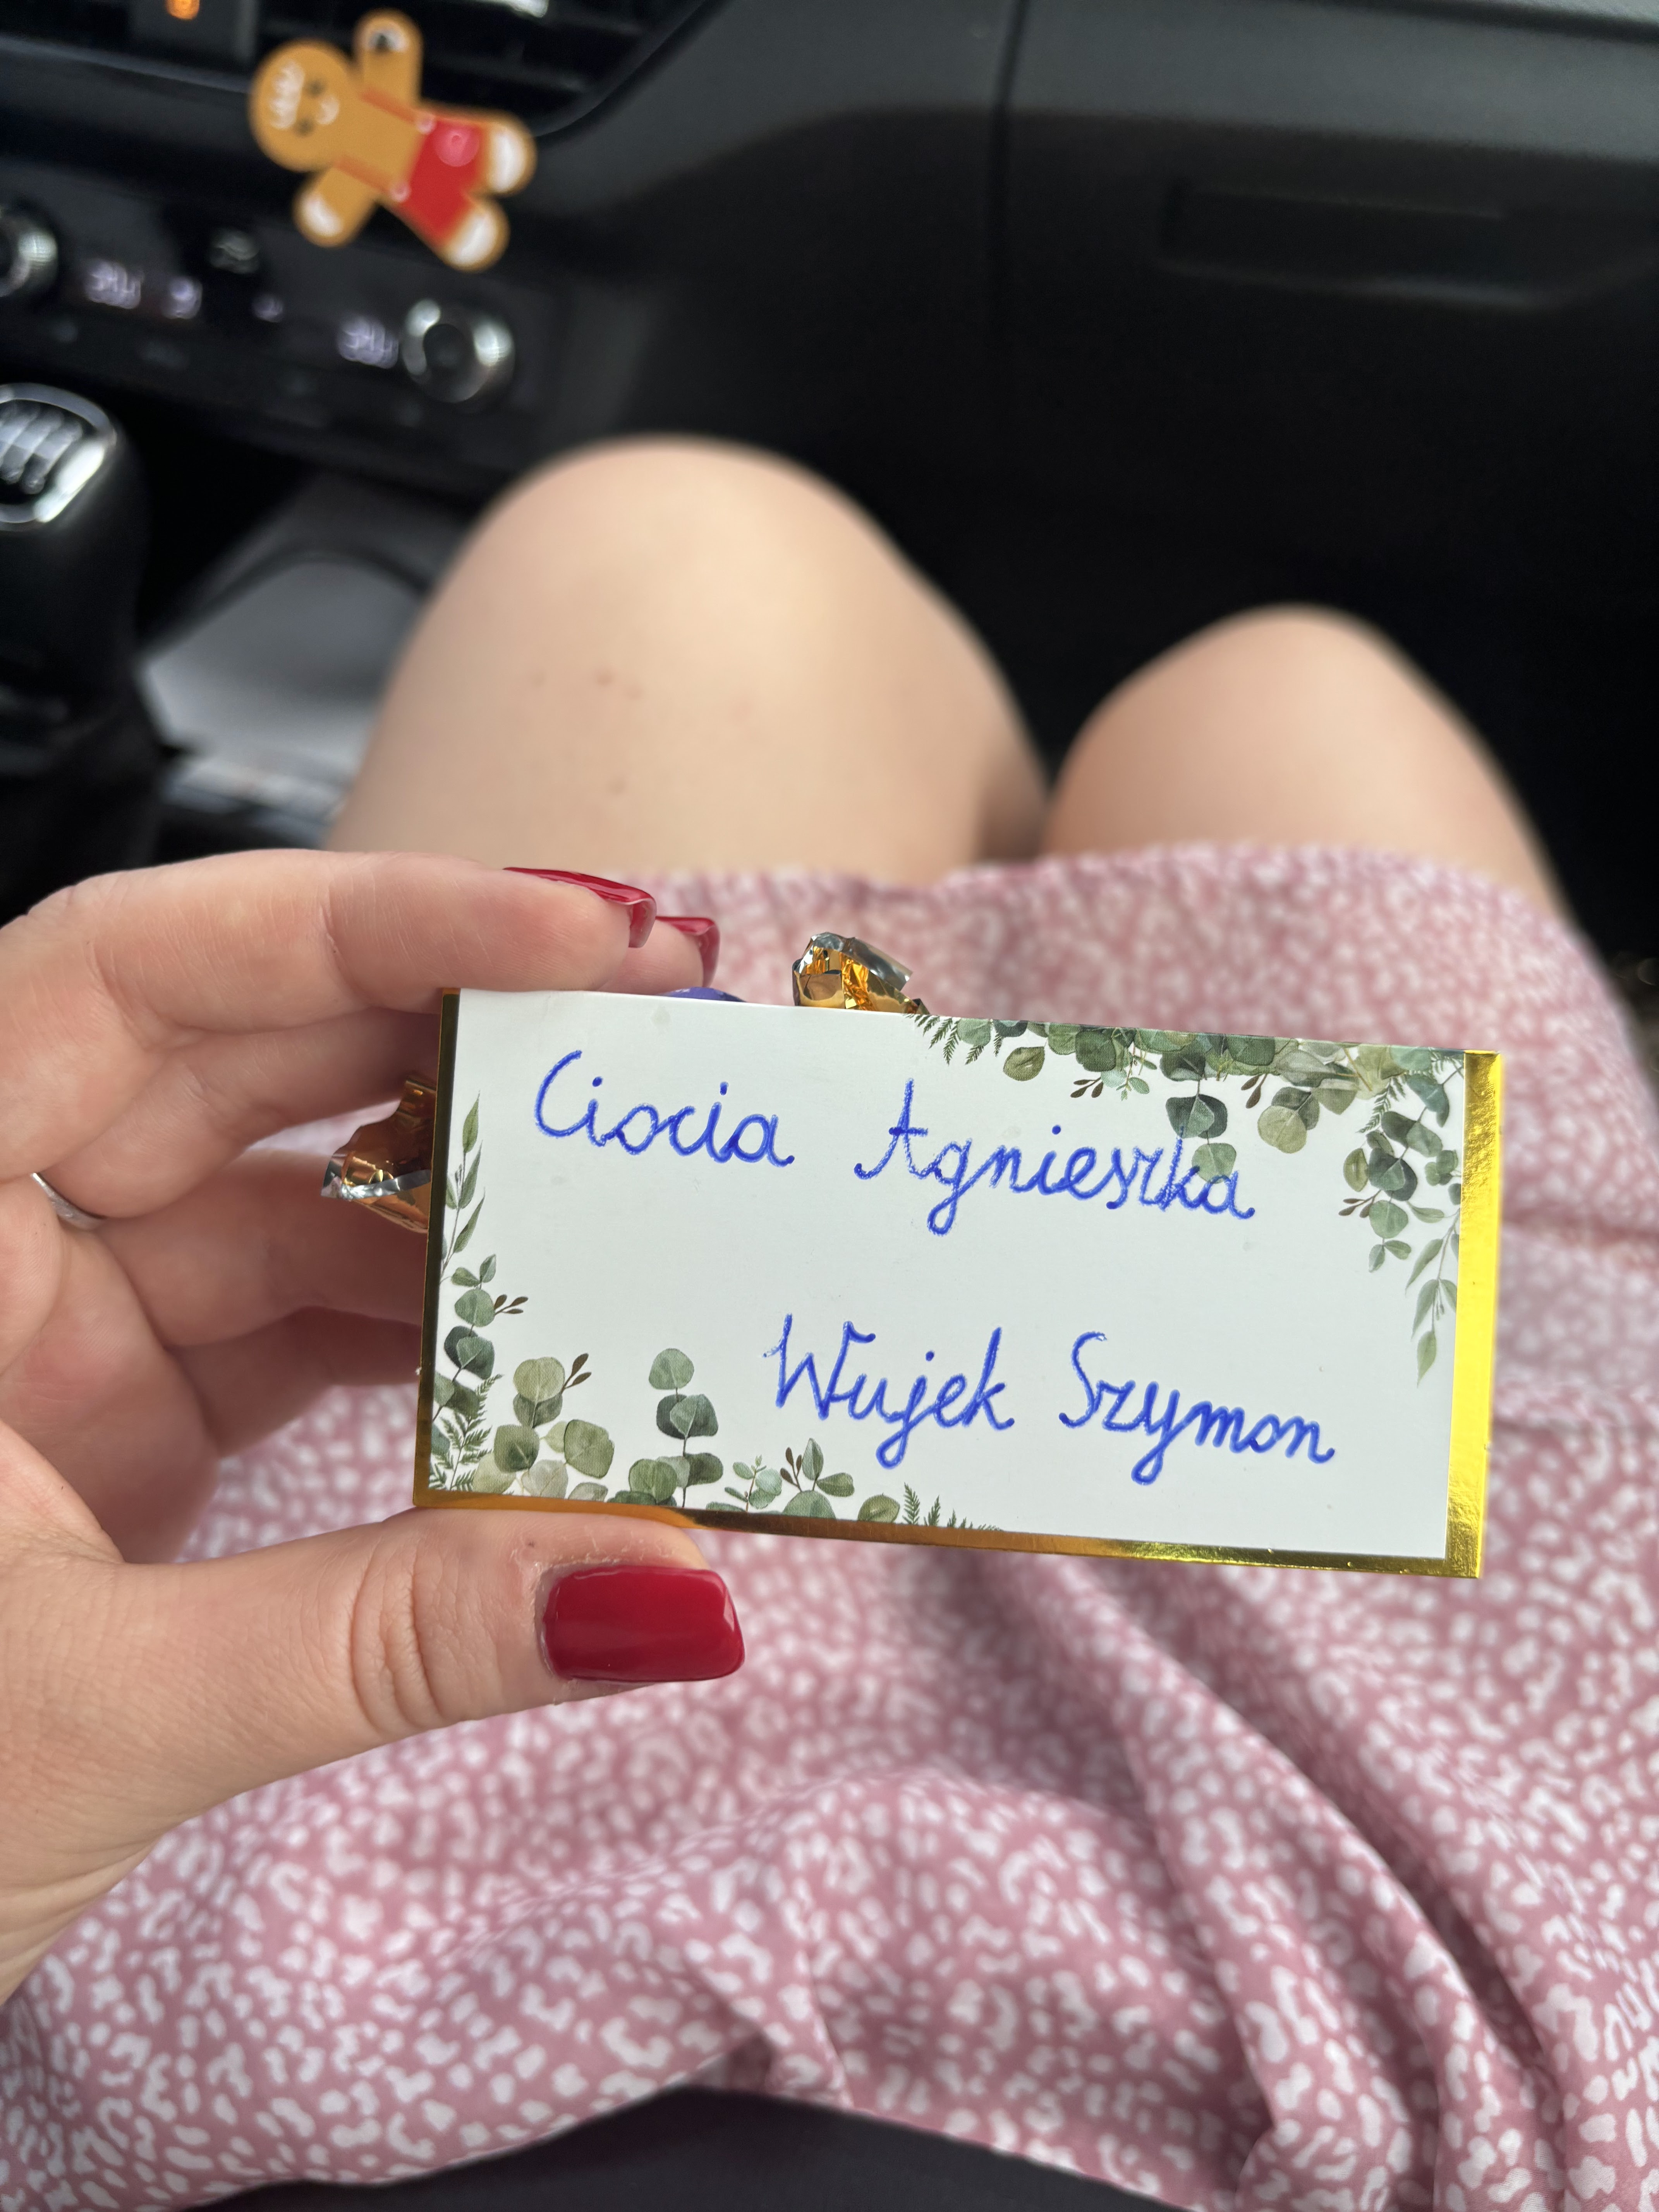 Ciocia Agnieszka
Wujek Szymon